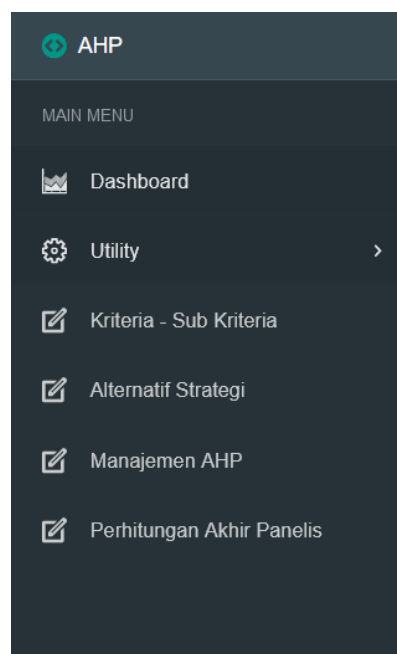 AHP
MAIN MENU
Dashboard
Utility
Kriteria - Sub Kriteria
Alternatif Strategi
Manajemen AHP
Perhitungan Akhir Panelis